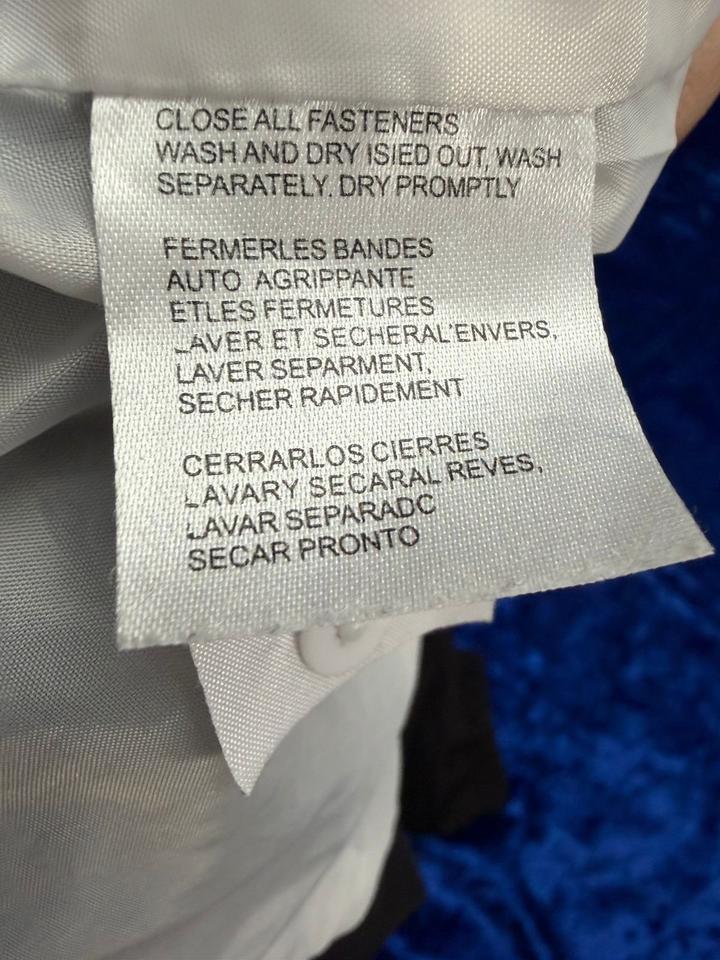 CLOSE ALL FASTENERS
WASH AND DRY ISIED OUT, WASH
SEPARATELY. DRY PROMPTLY
FERMERLES BANDES
AUTO AGRIPPANTE
ETLES FERMETURES
LAVER ET SECHERAL'ENVERS,
LAVER SEPARMENT,
SECHER RAPIDEMENT
CERRARLOS CIERRES
LAVARY SECARAL REVES,
LAVAR SEPARADC
SECAR PRONTO